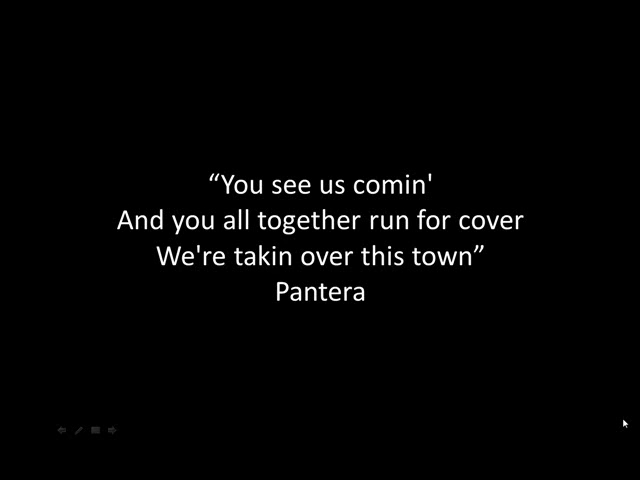 “You see us comin'
And you all together run for cover
We're takin over this town”
Pantera